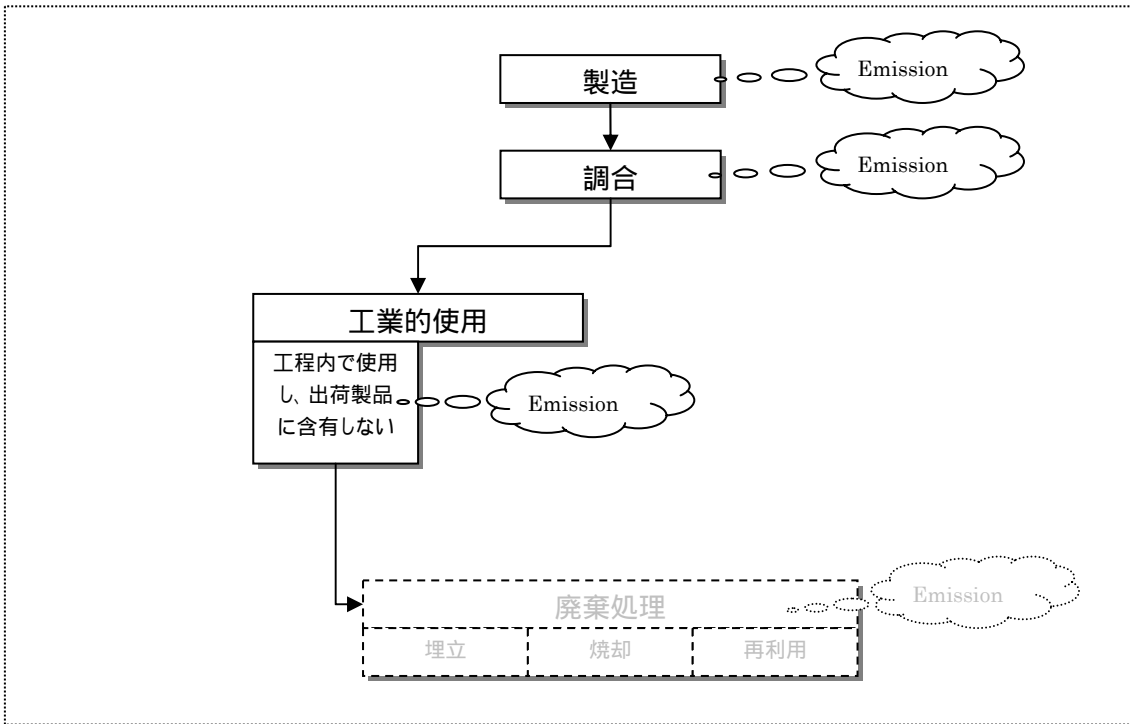 製造
Emission
調合
Emission
工業的使用
工程内で使用
し、出荷製品
に含有しない
Emission
廃棄処理
Emission
埋立
焼却
再利用